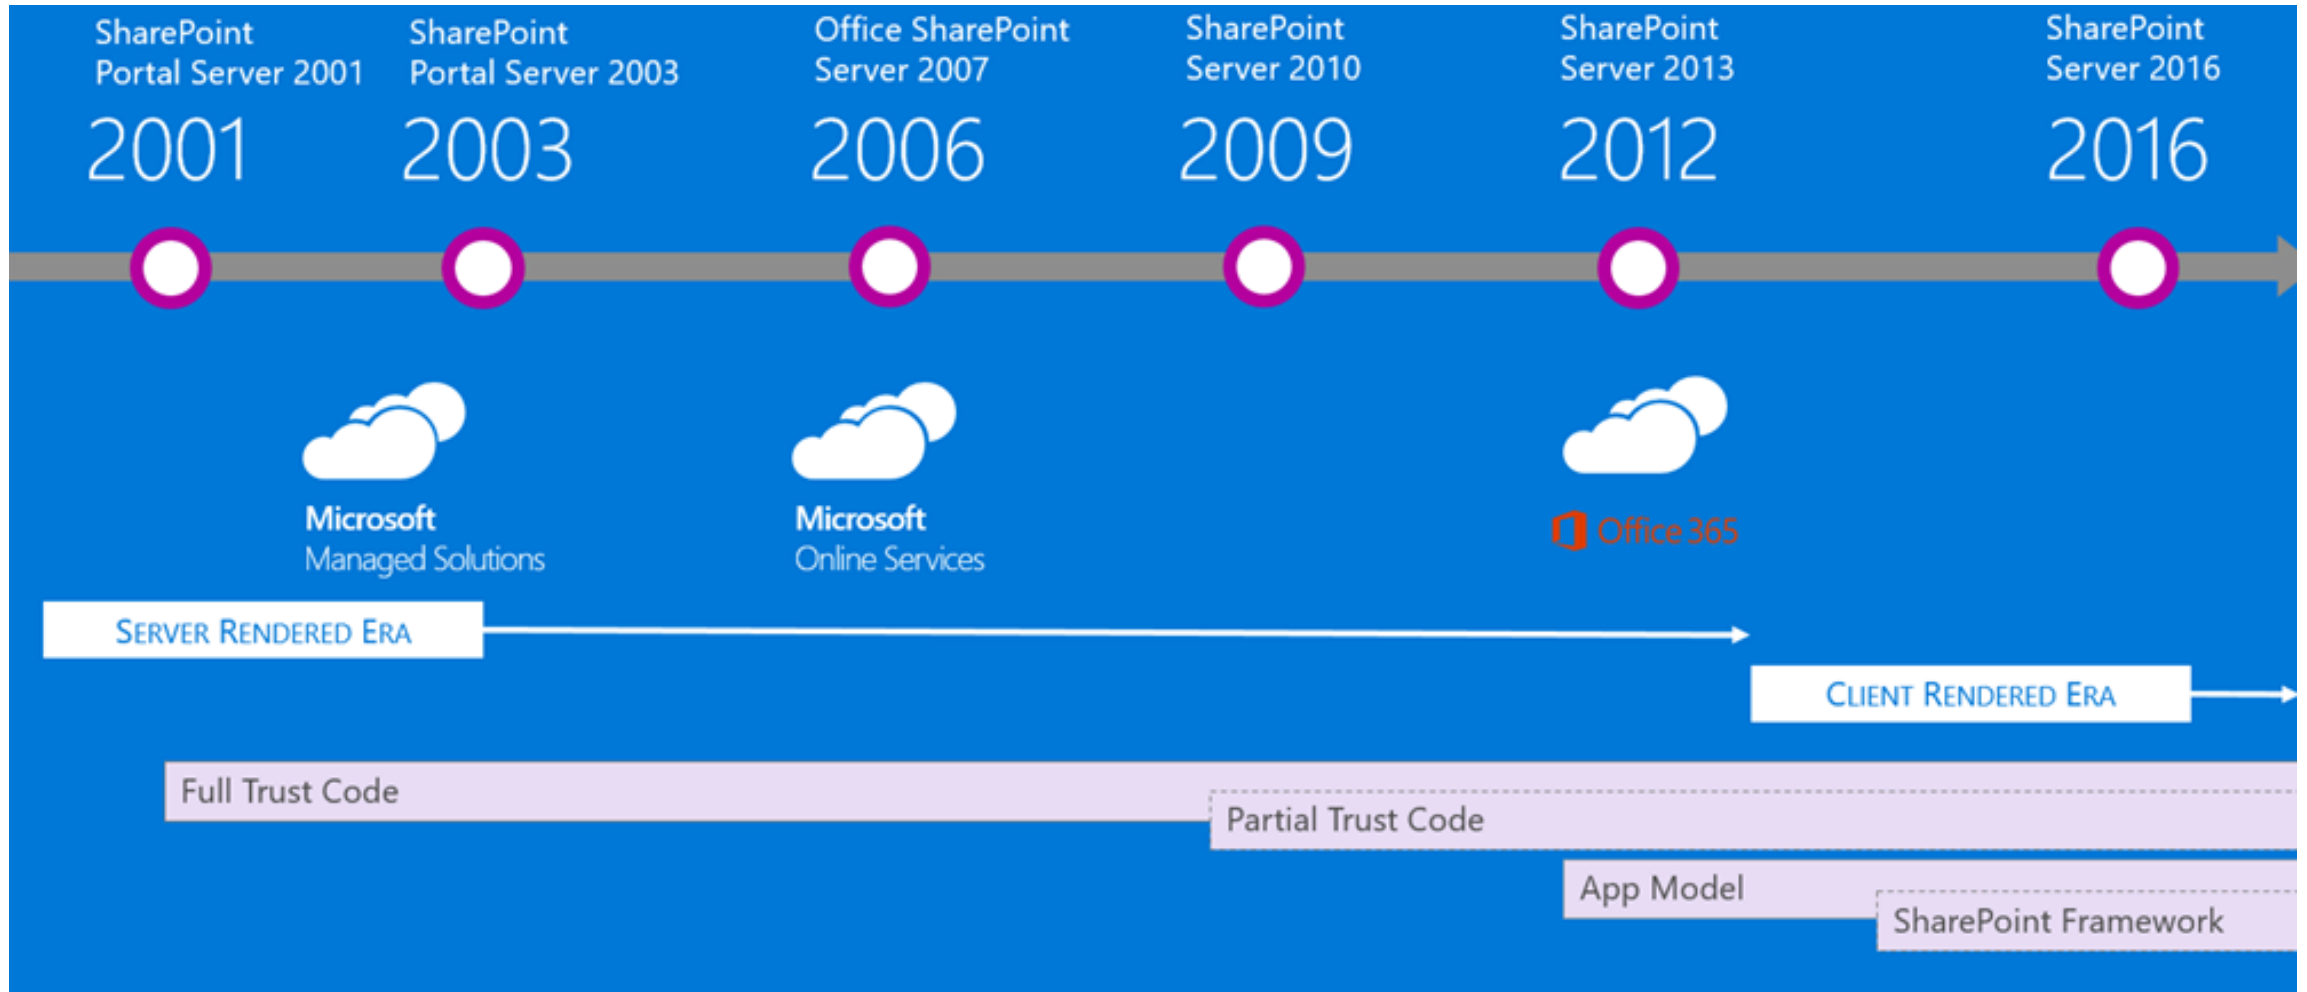 SharePoint
Portal Server 2001
2001
SharePoint
Portal Server 2003
2003
Office SharePoint
Server 2007
2006
SharePoint
Server 2010
2009
SharePoint
Server 2013
2012
SharePoint
Server 2016
2016
Microsoft
Managed Solutions
Microsoft
Online Services
Office 365
SERVER RENDERED ERA
CLIENT RENDERED ERA
Full Trust Code
Partial Trust Code
App Model
SharePoint Framework